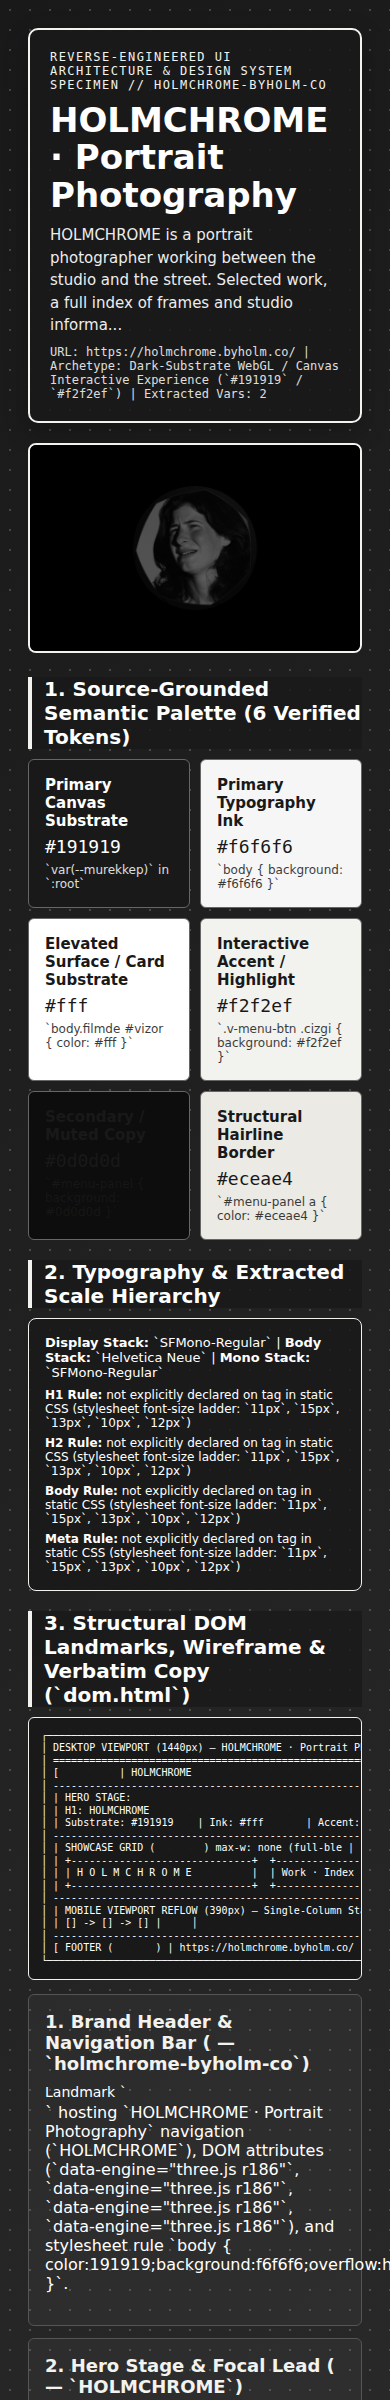 REVERSE-ENGINEERED UI
ARCHITECTURE & DESIGN SYSTEM
SPECIMEN // HOLMCHROME-BYHOLM-CO
HOLMCHROME
· Portrait
Photography
HOLMCHROME is a portrait
photographer working between the
studio and the street. Selected work,
a full index of frames and studio
informa...
URL: https://holmchrome.byholm.co/ |
Archetype: Dark-Substrate WebGL / Canvas
Interactive Experience (`#191919` /
`#f2f2ef`) | Extracted Vars: 2
1. Source-Grounded
Semantic Palette (6 Verified
Tokens)
Primary
Canvas
Substrate
#191919
`var(--murekkep)` in
`:root`
Primary
Typography
Ink
#f6f6f6
`body { background:
#f6f6f6 }`
Elevated
Surface / Card
Substrate
#fff
`body.filmde #vizor
{ color: #fff }`
Interactive
Accent /
Highlight
#f2f2ef
`.v-menu-btn .cizgi {
background: #f2f2ef
}`
Secondary /
Muted Copy
#0d0d0d
`#menu-panel {
background:
#0d0d0d }`
Structural
Hairline
Border
#eceae4
`#menu-panel a {
color: #eceae4 }`
2. Typography & Extracted
Scale Hierarchy
Display Stack: `SFMono-Regular` | Body
Stack: `Helvetica Neue` | Mono Stack:
`SFMono-Regular`
H1 Rule: not explicitly declared on tag in static
CSS (stylesheet font-size ladder: `11px`, `15px`,
`13px`, `10px`, `12px`)
H2 Rule: not explicitly declared on tag in static
CSS (stylesheet font-size ladder: `11px`, `15px`,
`13px`, `10px`, `12px`)
Body Rule: not explicitly declared on tag in
static CSS (stylesheet font-size ladder: `11px`,
`15px`, `13px`, `10px`, `12px`)
Meta Rule: not explicitly declared on tag in
static CSS (stylesheet font-size ladder: `11px`,
`15px`, `13px`, `10px`, `12px`)
3. Structural DOM
Landmarks, Wireframe &
Verbatim Copy
(`dom.html`)
DESKTOP VIEWPORT (1440px) — HOLMCHROME · Portrait P
[ | HOLMCHROME
| HERO STAGE:
| H1: HOLMCHROME
| Substrate: #191919 | Ink: #fff | Accent:
| SHOWCASE GRID ( ) max-w: none (full-ble |
| | H O L M C H R O M E | | Work · Index
| MOBILE VIEWPORT REFLOW (390px) — Single-Column St
| [] -> [] -> [] | |
[ FOOTER ( ) | https://holmchrome.byholm.co/
1. Brand Header &
Navigation Bar ( —
`holmchrome-byholm-co`)
Landmark `
` hosting `HOLMCHROME · Portrait
Photography` navigation
(`HOLMCHROME`), DOM attributes
(`data-engine="three.js r186"`,
`data-engine="three.js r186"`,
`data-engine="three.js r186"`,
`data-engine="three.js r186"`), and
stylesheet rule `body {
color:191919;background:f6f6f6;overflow:h
}`.
2. Hero Stage & Focal Lead (
— `HOLMCHROME`)